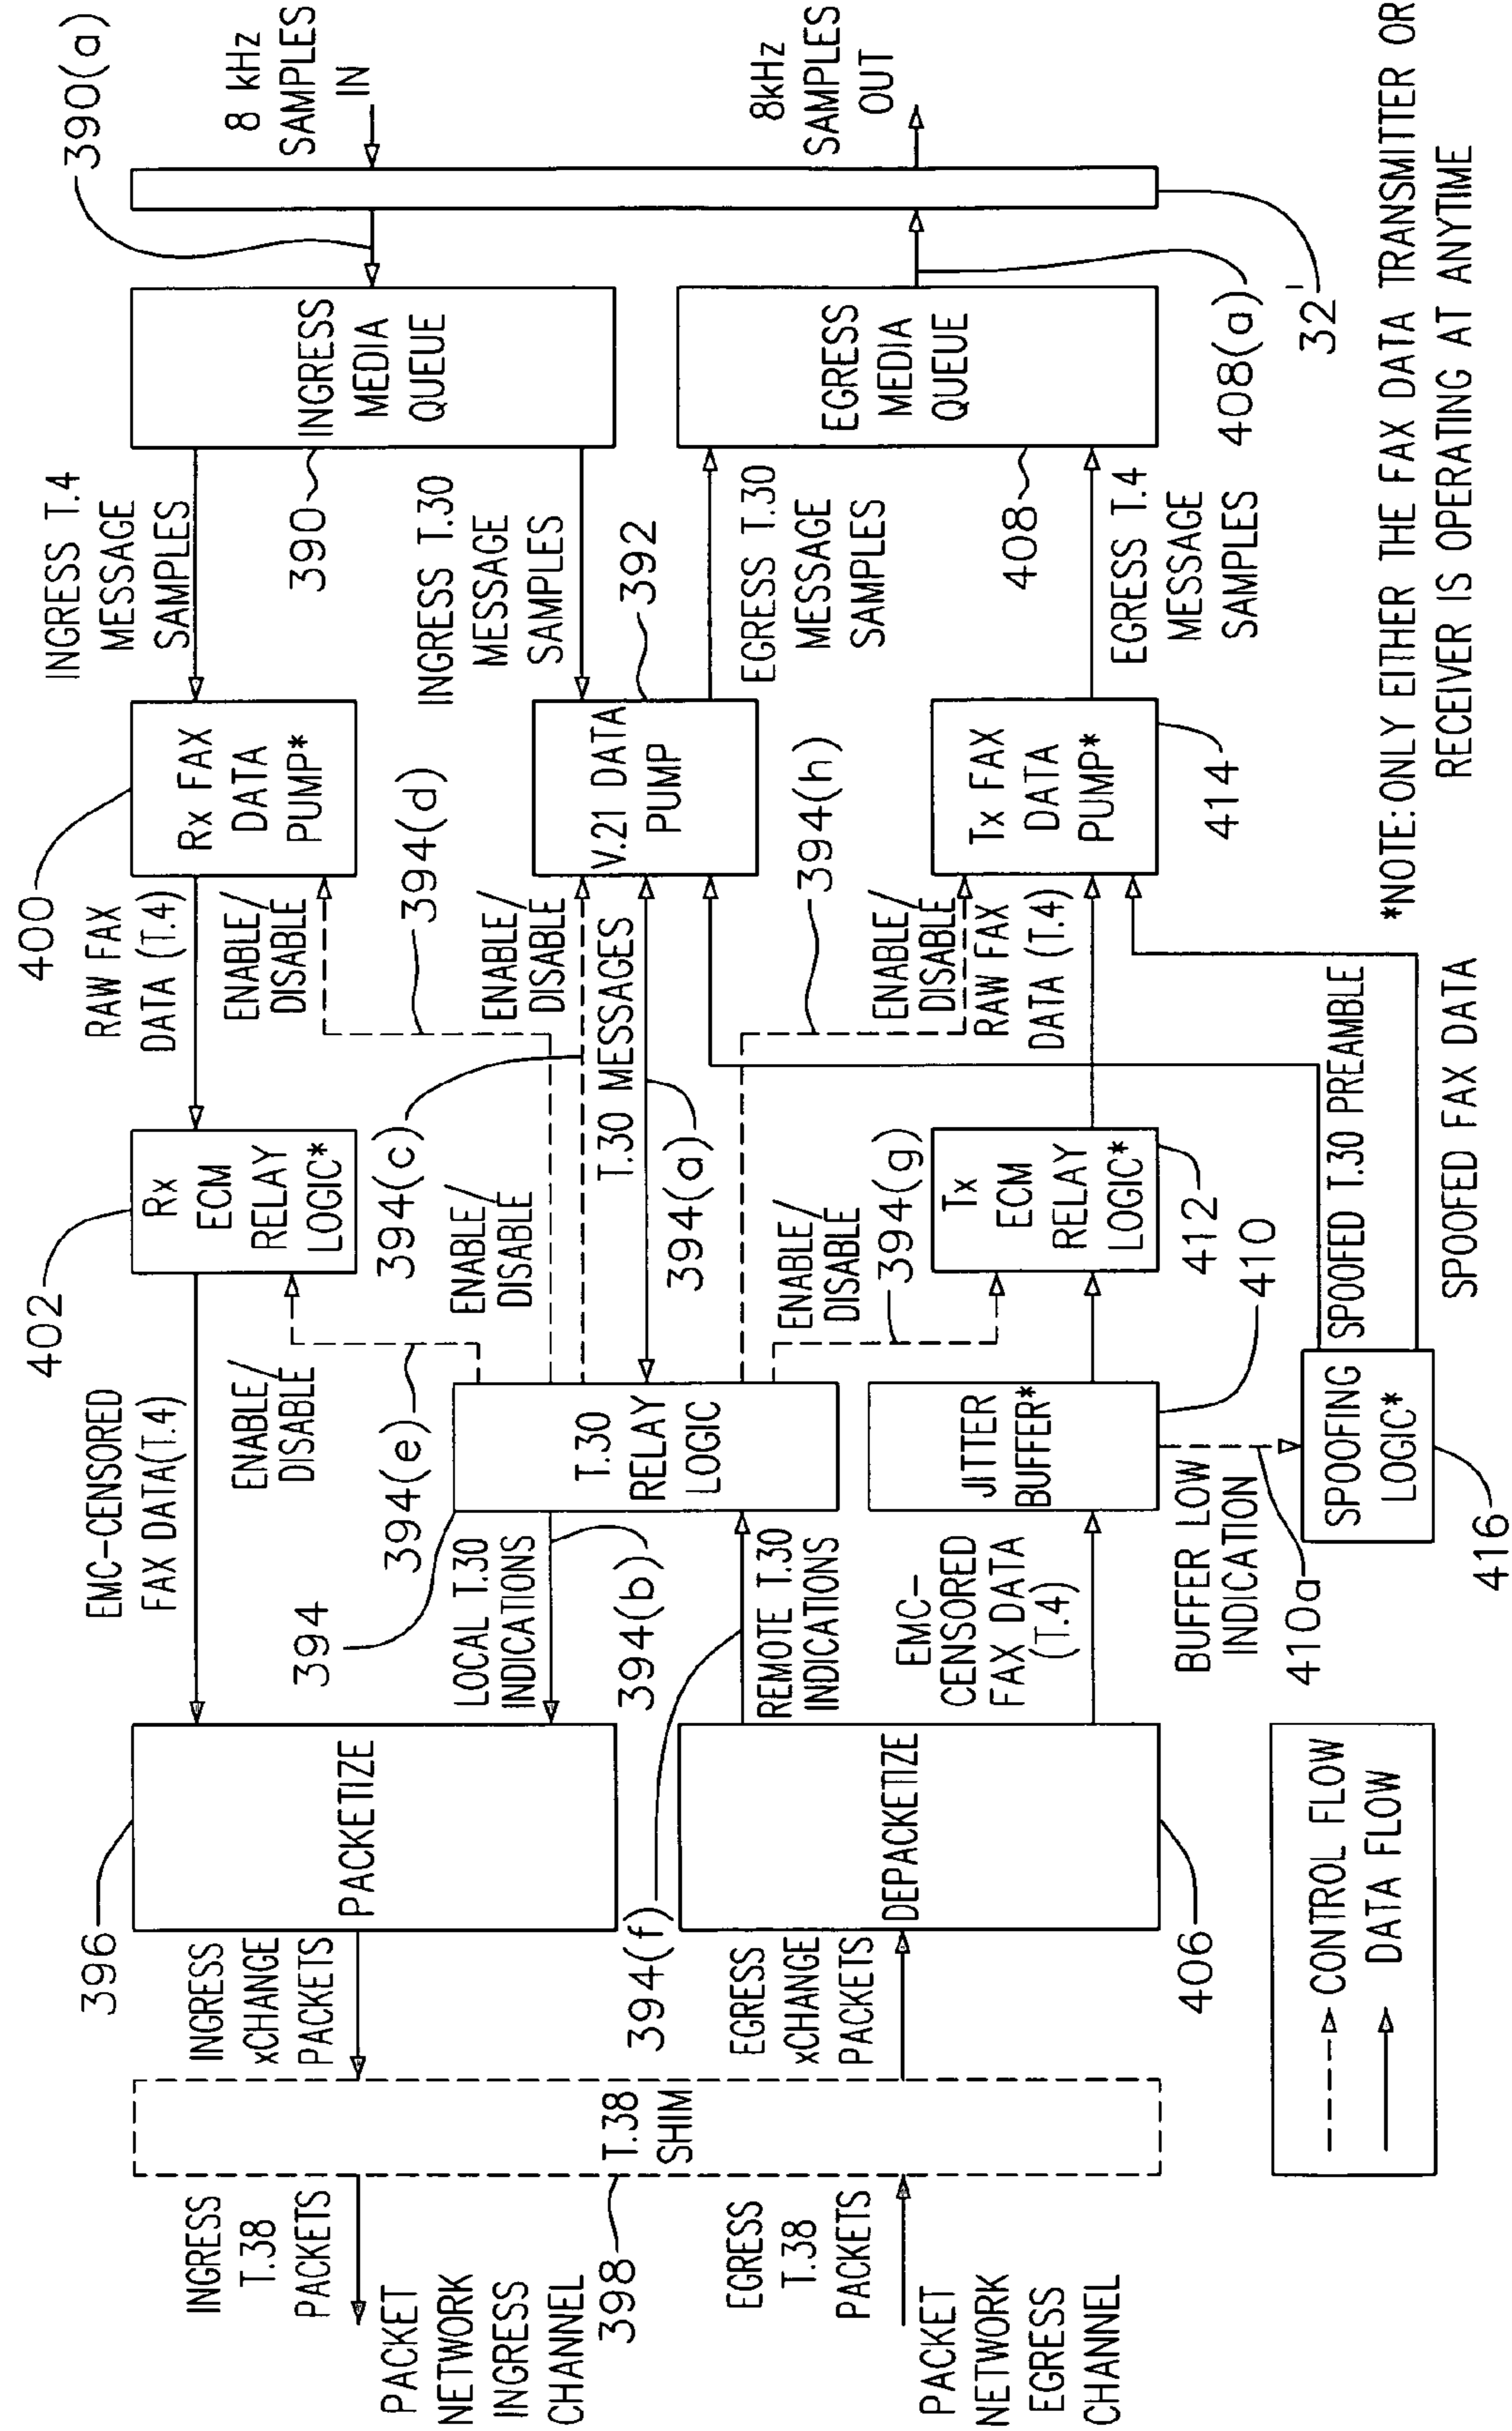 8 kHz
SAMPLES
IN
390(a)
8kHz
SAMPLES
OUT
INGRESS
MEDIA
QUEUE
390
EGRESS
MEDIA
QUEUE
408
408(a)
32'
INGRESS T.4
MESSAGE
SAMPLES
INGRESS T.30
MESSAGE
SAMPLES
EGRESS T.30
MESSAGE
SAMPLES
EGRESS T.4
MESSAGE
SAMPLES
400
Rx FAX
DATA
PUMP*
392
V.21 DATA
PUMP
Tx FAX
DATA
PUMP*
414
RAW FAX
DATA (T.4)
ENABLE/
DISABLE
394(d)
ENABLE/
DISABLE
T.30 MESSAGES
394(h)
ENABLE/
DISABLE
RAW FAX
DATA (T.4)
402
Rx
ECM
RELAY
LOGIC*
394(c)
ENABLE/
DISABLE
394(a)
ENABLE/
DISABLE
394(g)
Tx
ECM
RELAY
LOGIC*
412
410
SPOOFED T.30 PREAMBLE
SPOOFED FAX DATA
EMC-CENSORED
FAX DATA(T.4)
ENABLE/
DISABLE
394(e)
394
T.30
RELAY
LOGIC
JITTER
BUFFER*
SPOOFING
LOGIC*
416
LOCAL T.30
INDICATIONS
394(b)
REMOTE T.30
INDICATIONS
EMC-
CENSORED
FAX DATA
(T.4)
BUFFER LOW
INDICATION
410a
396
PACKETIZE
394(f)
DEPACKETIZE
406
INGRESS
xCHANGE
PACKETS
EGRESS
xCHANGE
PACKETS
T.38
SHIM
398
INGRESS
T.38
PACKETS
EGRESS
T.38
PACKETS
PACKET
NETWORK
INGRESS
CHANNEL
PACKET
NETWORK
EGRESS
CHANNEL
CONTROL FLOW
DATA FLOW
*NOTE: ONLY EITHER THE FAX DATA TRANSMITTER OR
RECEIVER IS OPERATING AT ANYTIME